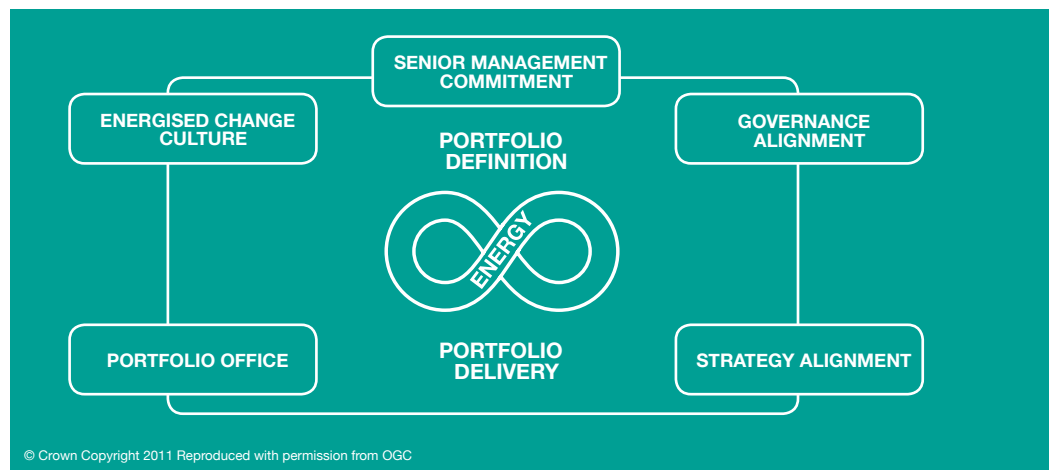 SENIOR MANAGEMENT
COMMITMENT
ENERGISED CHANGE
CULTURE
GOVERNANCE
ALIGNMENT
PORTFOLIO
DEFINITION
ENERGY
PORTFOLIO OFFICE
PORTFOLIO
DELIVERY
STRATEGY ALIGNMENT
© Crown Copyright 2011 Reproduced with permission from OGC